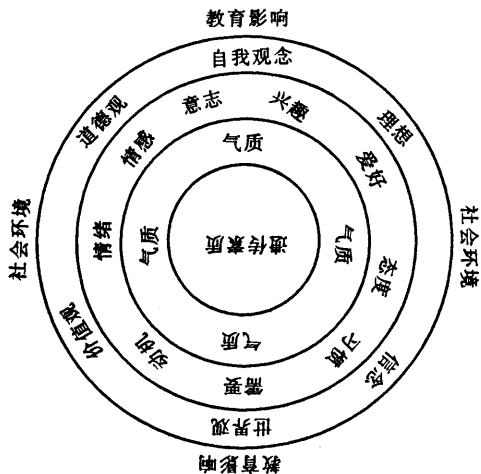 教育影响
自我观念
道德观
理想
意志
兴趣
情感
爱好
气质
社会环境
情绪
气质
遗传素质
气质
态度
社会环境
价值观
动机
气质
习惯
信念
需要
世界观
教育影响